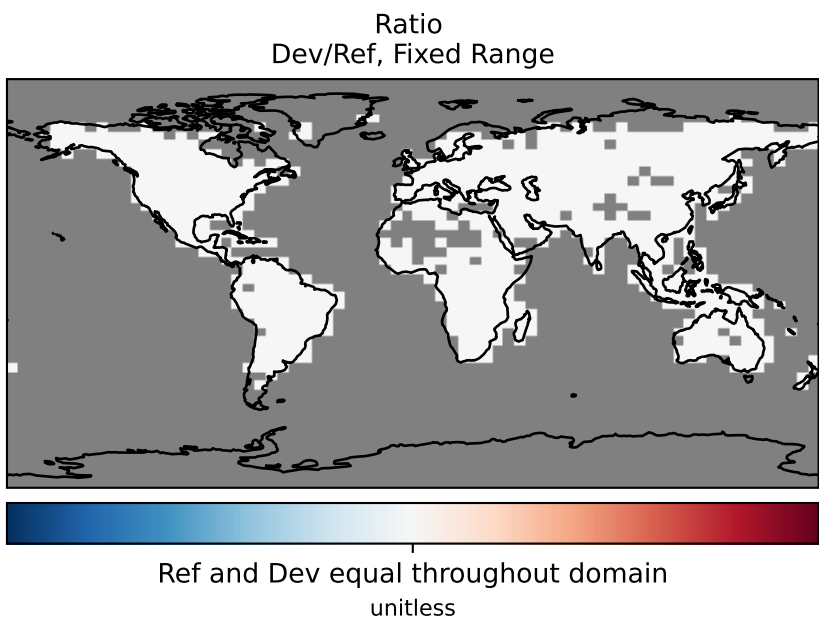 Ratio
Dev/Ref, Fixed Range
Ref and Dev equal throughout domain
unitless